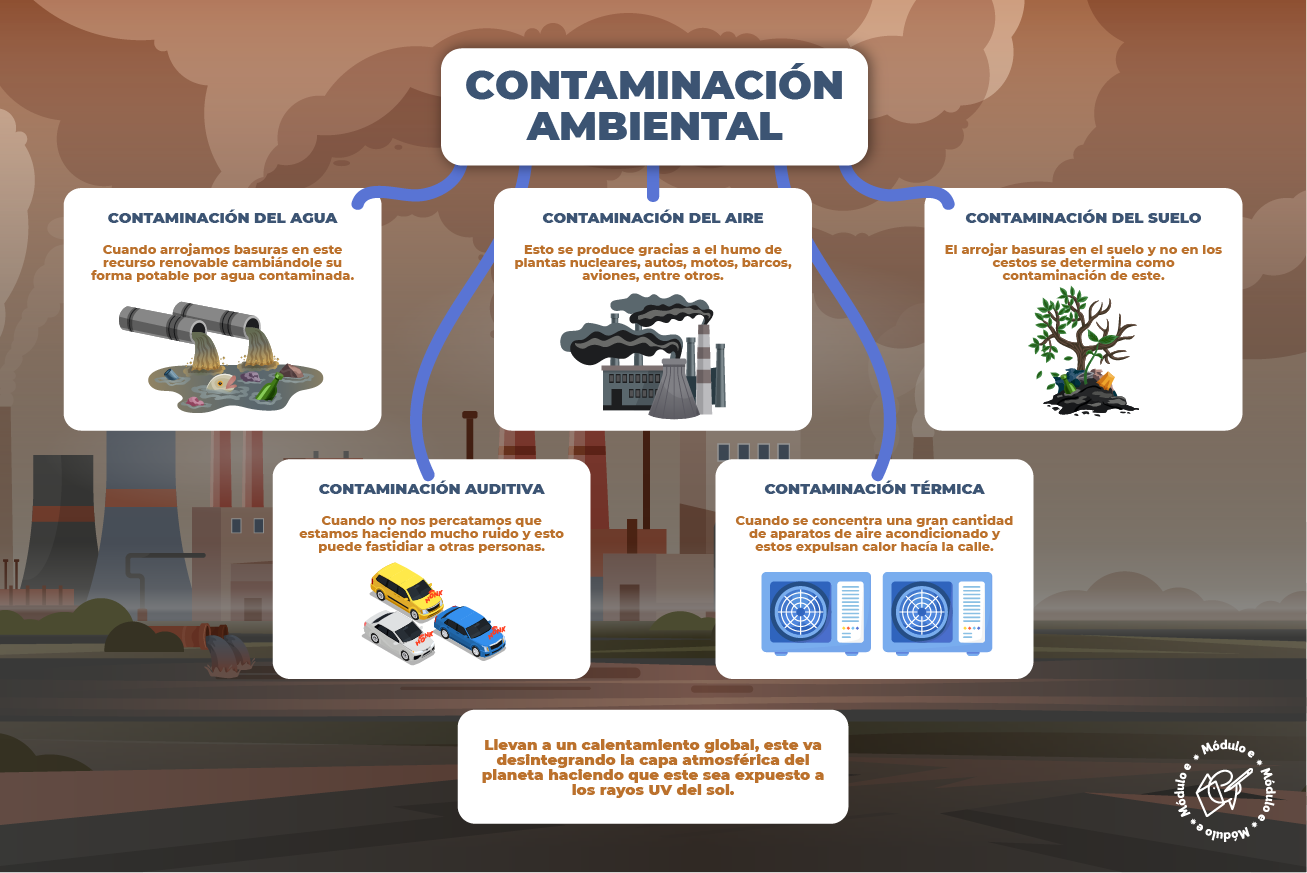 CONTAMINACIÓN
AMBIENTAL
CONTAMINACIÓN DEL AGUA
Cuando arrojamos basuras en este
recurso renovable cambiándole su
forma potable por agua contaminada.
CONTAMINACIÓN DEL AIRE
Esto se produce gracias a el humo de
plantas nucleares, autos, motos, barcos,
aviones, entre otros.
CONTAMINACIÓN DEL SUELO
El arrojar basuras en el suelo y no en los
cestos se determina como
contaminación de este.
CONTAMINACIÓN AUDITIVA
Cuando no nos percatamos que
estamos haciendo mucho ruido y esto
puede fastidiar a otras personas.
HONK
HONK
HONK
CONTAMINACIÓN TÉRMICA
Cuando se concentra una gran cantidad
de aparatos de aire acondicionado y
estos expulsan calor hacía la calle.
Llevan a un calentamiento global, este va
desintegrando la capa atmosférica del
planeta haciendo que este sea expuesto a
los rayos UV del sol.
Módulo e * Módulo e * Módulo e * Módulo e *